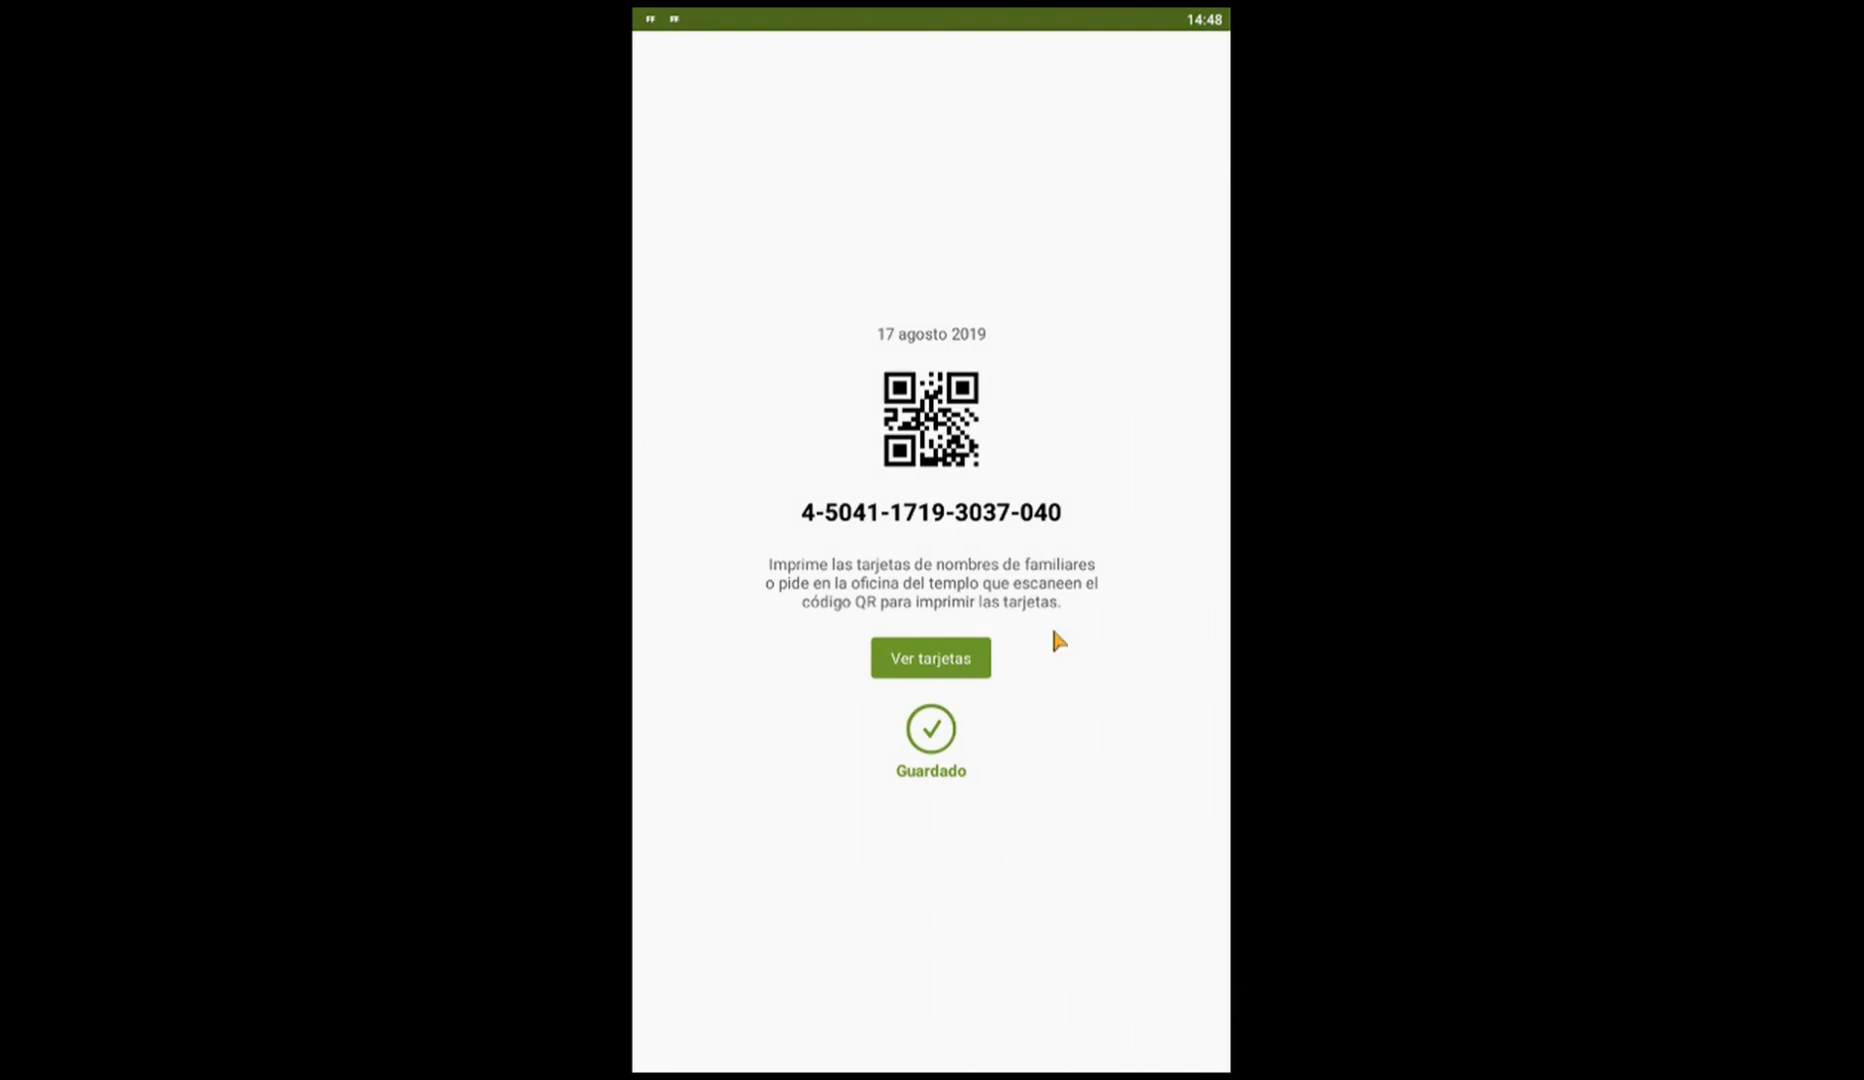 14:48
17 agosto 2019
4-5041-1719-3037-040
Imprime las tarjetas de nombres de familiares
o pide en la oficina del templo que escaneen el
código QR para imprimir las tarjetas.
Ver tarjetas
Guardado